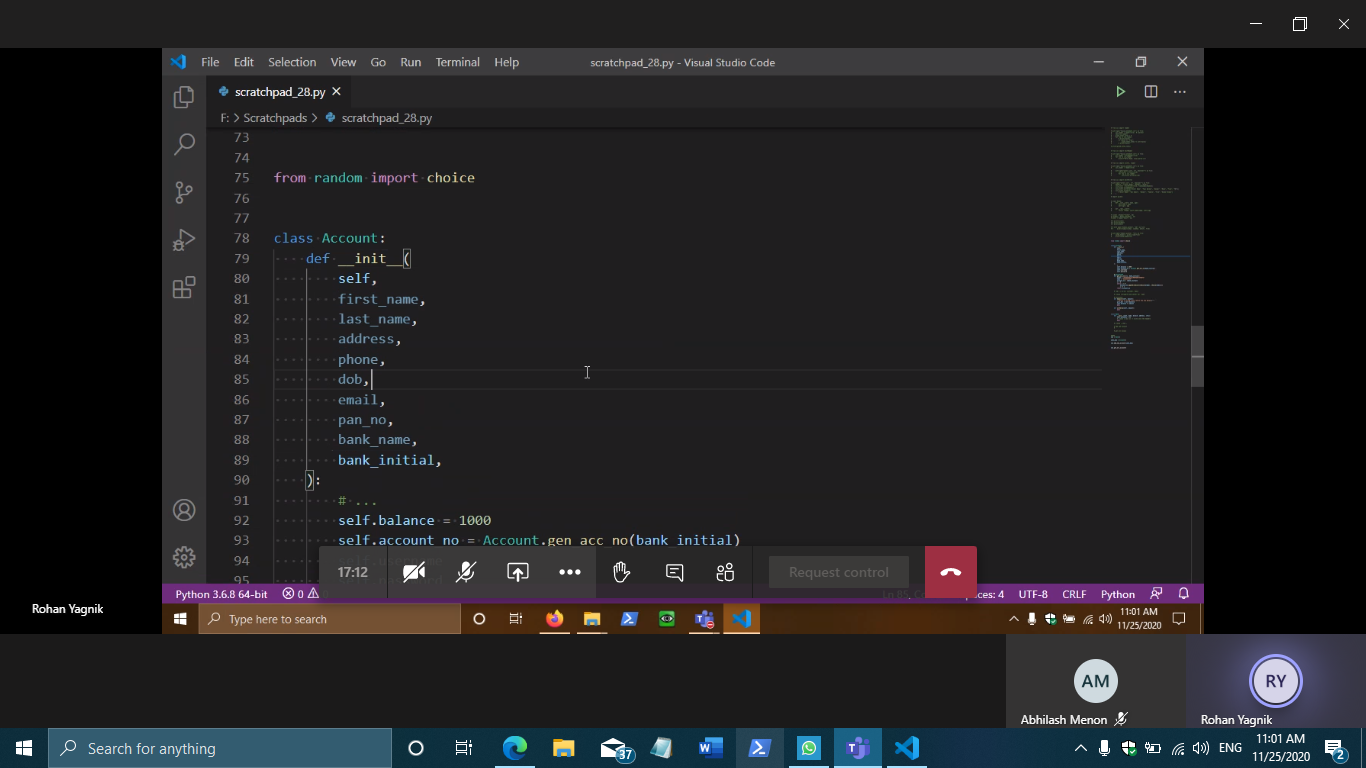 File Edit Selection View Go Run Terminal Help scratchpad_28.py - Visual Studio Code
scratchpad_28.py
F: > Scratchpads > scratchpad_28.py
73
74
75 from random import choice
76
77
78 class Account:
79 def __init__(
80 self,
81 first_name,
82 last_name,
83 address,
84 phone,
85 dob,
86 email,
87 pan_no,
88 bank_name,
89 bank_initial,
90 ):
91 # ...
92 self.balance = 1000
93 self.account_no = Account.gen_acc_no(bank_initial)
94
95
17:12 Request control
Python 3.6.8 64-bit 0 UTF-8 CRLF Python
Rohan Yagnik
Type here to search
11:01 AM
11/25/2020
AM
RY
Abhilash Menon
Rohan Yagnik
Search for anything
37
ENG
11:01 AM
11/25/2020
2